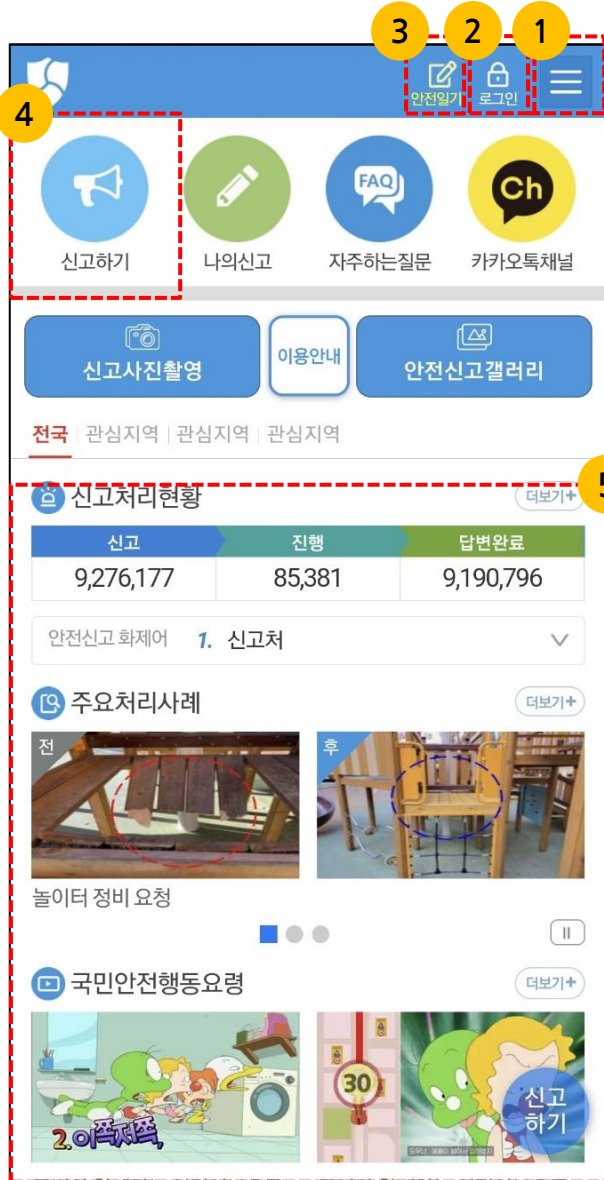 3
2
1
안전일기
로그인
4
FAQ
Ch
신고하기
나의신고
자주하는질문
카카오톡채널
신고사진촬영
이용안내
안전신고갤러리
전국
관심지역
관심지역
관심지역
5
신고처리현황
더보기+
신고
진행
답변완료
9,276,177
85,381
9,190,796
안전신고 화제어
1. 신고처
주요처리사례
더보기+
전
후
놀이터 정비 요청
국민안전행동요령
더보기+
2. 이쪽저쪽,
30
신고
하기